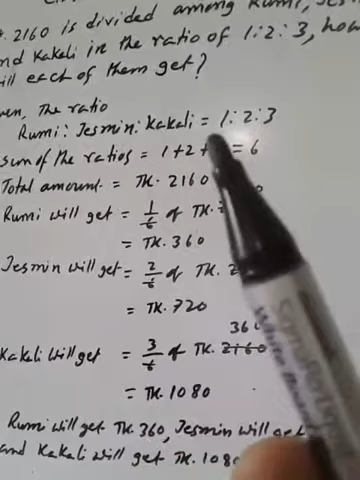 2160 is divided among Rumi,
and Kakali in the ratio of 1:2:3, how
will each of them get?
the ratio
Rumi: Jesmin: Kakali = 1:2:3
sum of the ratios = 1+2+ = 6
Total amount = TK. 2160
Rumi will get = 1/6 of TK.
= TK. 360
Jesmin will get = 2/6 of TK.
= TK. 720
360
Kakali will get = 3/6 of TK. 2160
= TK. 1080
Rumi will get TK. 360, Jesmin will get
and Kakali will get TK. 1080
White Board